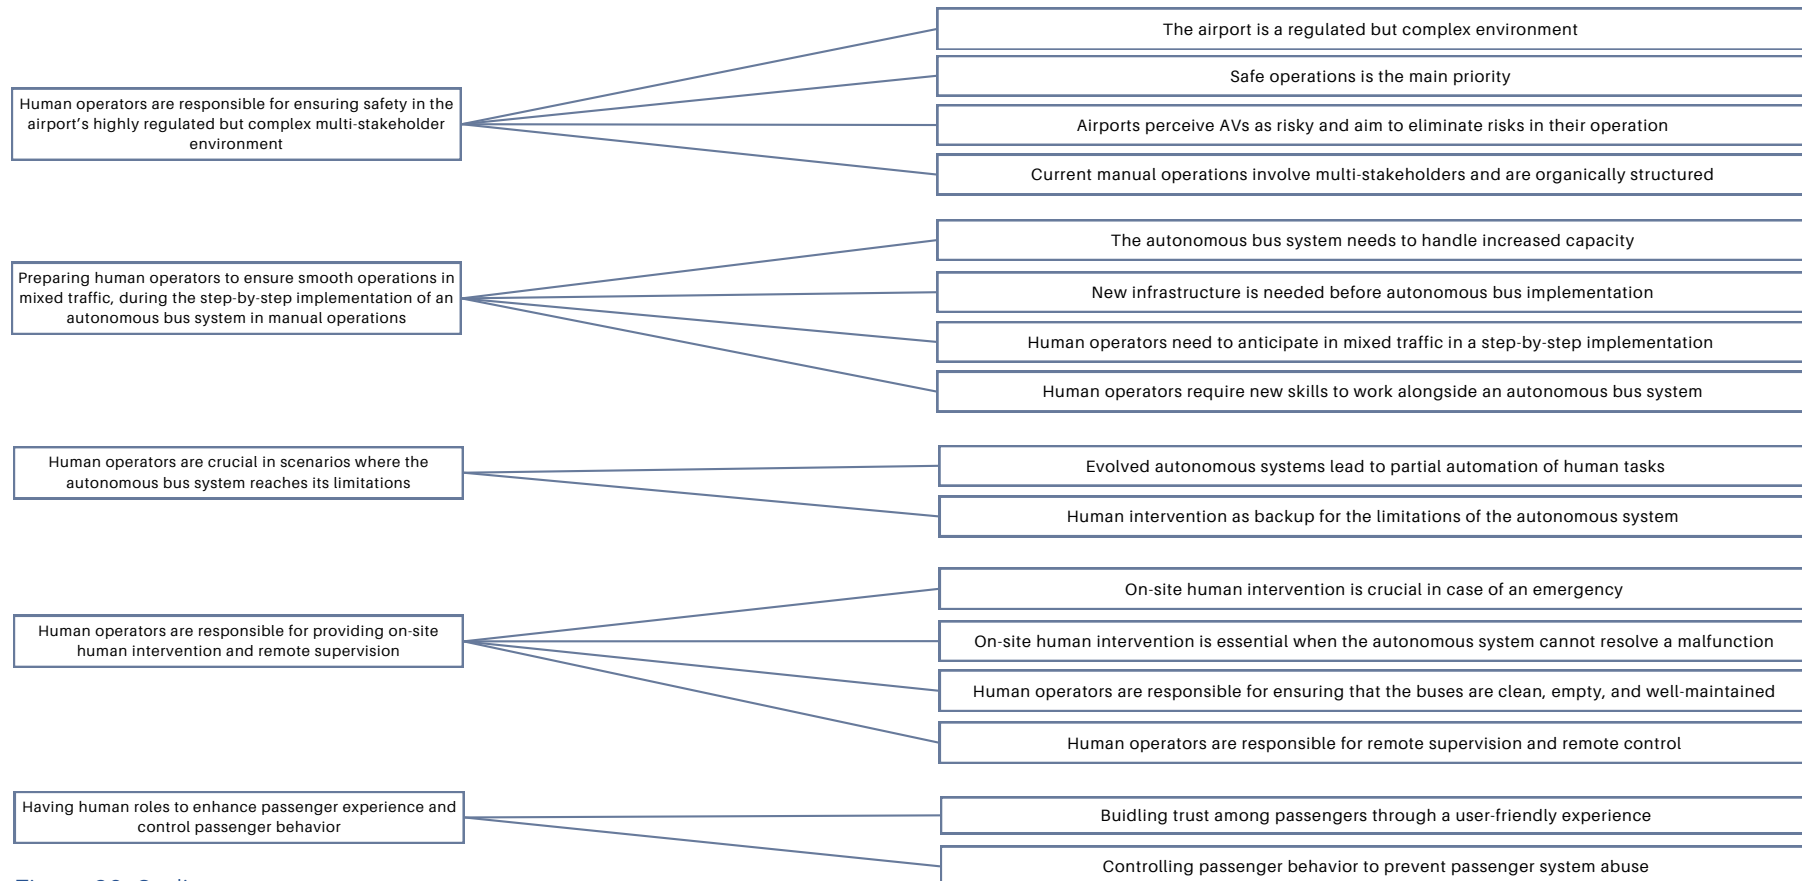 Human operators are responsible for ensuring safety in the
airport's highly regulated but complex multi-stakeholder
environment
The airport is a regulated but complex environment
Safe operations is the main priority
Airports perceive AVs as risky and aim to eliminate risks in their operation
Current manual operations involve multi-stakeholders and are organically structured
Preparing human operators to ensure smooth operations in
mixed traffic, during the step-by-step implementation of an
autonomous bus system in manual operations
The autonomous bus system needs to handle increased capacity
New infrastructure is needed before autonomous bus implementation
Human operators need to anticipate in mixed traffic in a step-by-step implementation
Human operators require new skills to work alongside an autonomous bus system
Human operators are crucial in scenarios where the
autonomous bus system reaches its limitations
Evolved autonomous systems lead to partial automation of human tasks
Human intervention as backup for the limitations of the autonomous system
Human operators are responsible for providing on-site
human intervention and remote supervision
On-site human intervention is crucial in case of an emergency
On-site human intervention is essential when the autonomous system cannot resolve a malfunction
Human operators are responsible for ensuring that the buses are clean, empty, and well-maintained
Human operators are responsible for remote supervision and remote control
Having human roles to enhance passenger experience and
control passenger behavior
Buidling trust among passengers through a user-friendly experience
Controlling passenger behavior to prevent passenger system abuse